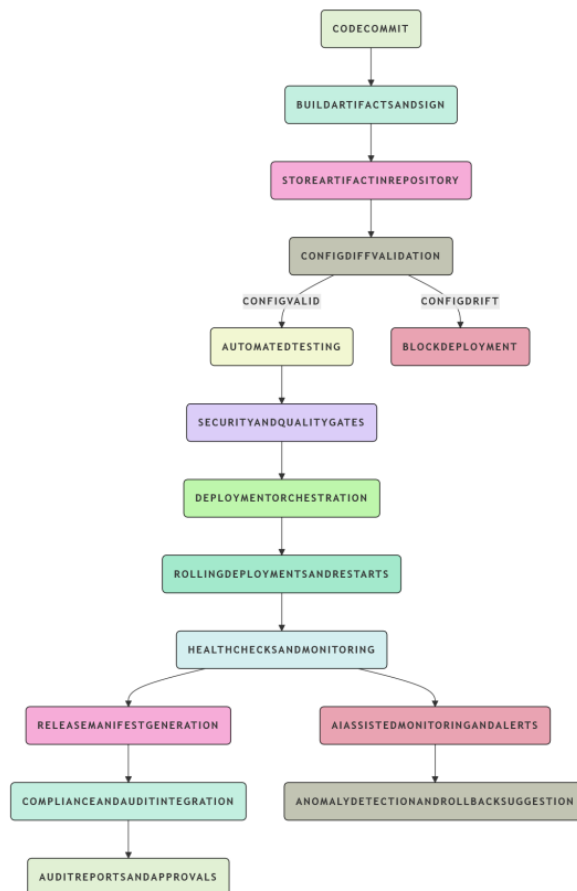 CODECOMMIT
BUILDARTIFACTSANDSIGN
STOREARTIFACTINREPOSITORY
CONFIGDIFFVALIDATION
CONFIGVALID
CONFIGDRIFT
AUTOMATEDTESTING
BLOCKDEPLOYMENT
SECURITYANDQUALITYGATES
DEPLOYMENTORCHESTRATION
ROLLINGDEPLOYMENTSANDRESTARTS
HEALTHCHECKSANDMONITORING
RELEASEMANIFESTGENERATION
AIASSISTEDMONITORINGANDALERTS
COMPLIANCEANDAUDITINTEGRATION
ANOMALYDETECTIONANDROLLBACKSUGGESTION
AUDITREPORTSANDAPPROVALS